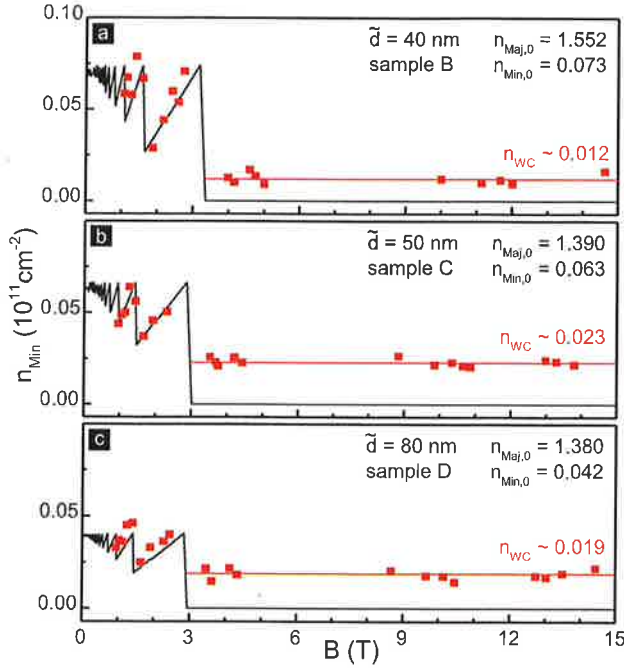 0.10
a
d̃ = 40 nm n_Maj,0 = 1.552
sample B n_Min,0 = 0.073
0.05
n_WC ~ 0.012
0.00
b
d̃ = 50 nm n_Maj,0 = 1.390
sample C n_Min,0 = 0.063
0.05
n_WC ~ 0.023
0.00
n_Min (10^11 cm^-2)
c
d̃ = 80 nm n_Maj,0 = 1.380
sample D n_Min,0 = 0.042
0.05
n_WC ~ 0.019
0.00
0 3 6 9 12 15
B (T)